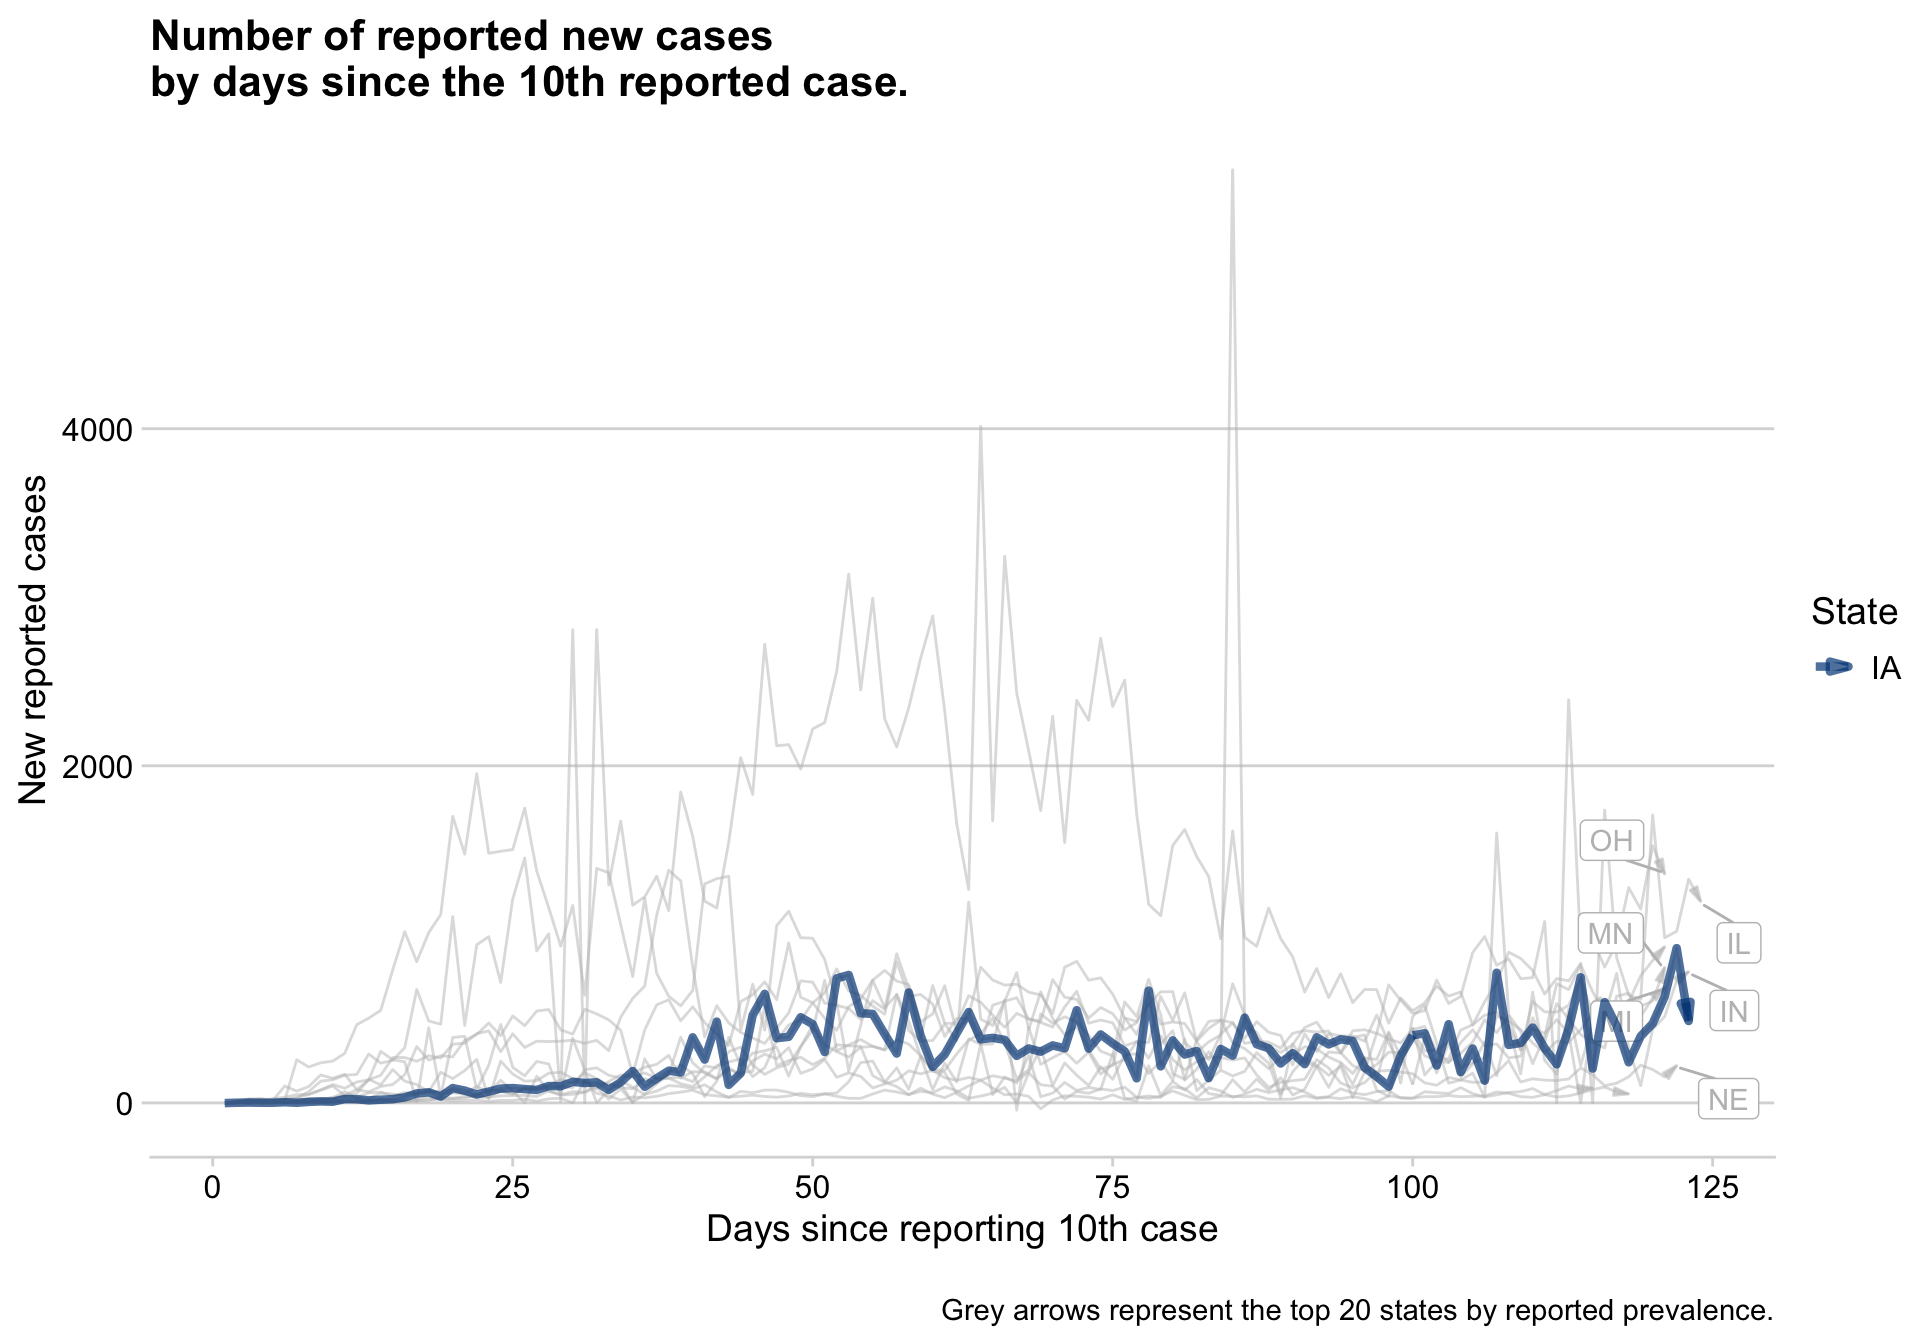 Number of reported new cases
by days since the 10th reported case.
New reported cases
4000
2000
0
OH
MN
IL
MI
IN
NE
State
IA
0 25 50 75 100 125
Days since reporting 10th case
Grey arrows represent the top 20 states by reported prevalence.